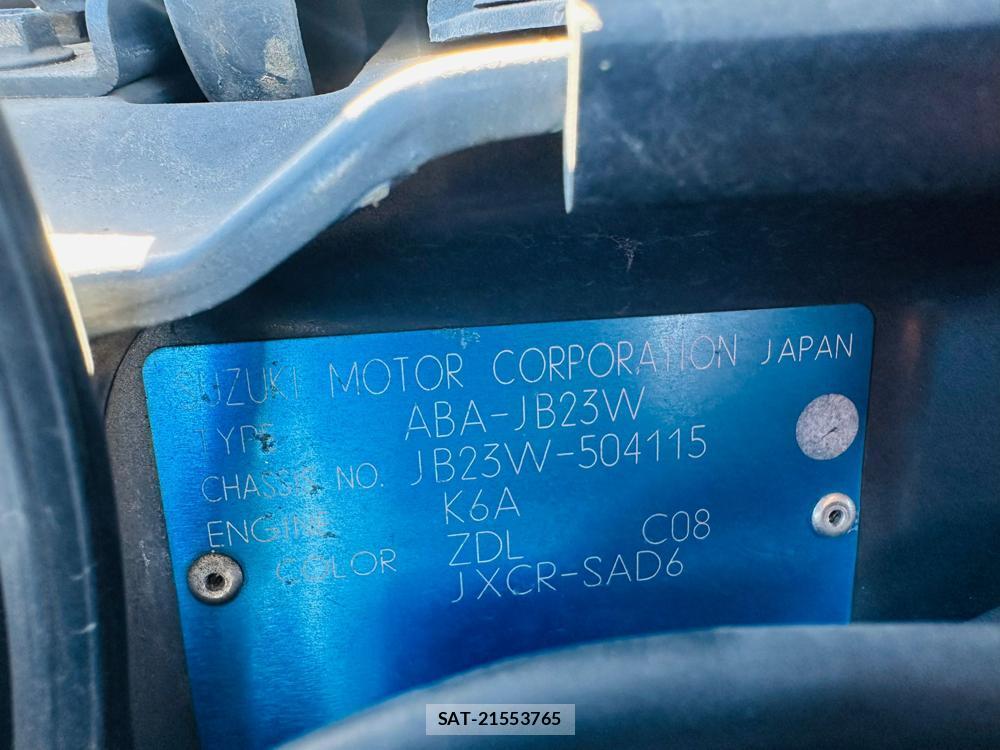 SUZUKI MOTOR CORPORATION JAPAN
TYPE ABA-JB23W
CHASSIS NO. JB23W-504115
ENGINE K6A
COLOR ZDL C08
JXCR-SAD6
SAT-21553765